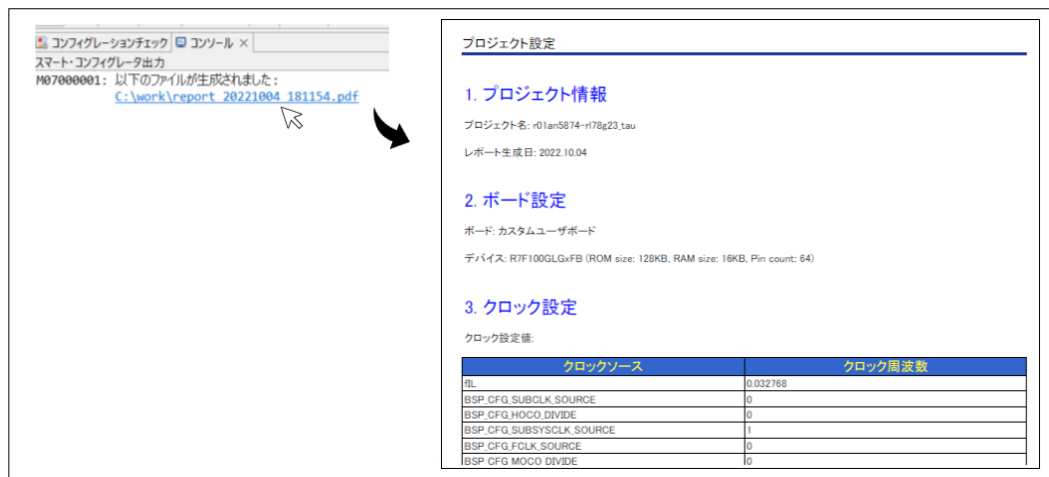 コンフィグレーションチェック コンソール ×
スマート・コンフィグレータ出力
M07000001: 以下のファイルが生成されました:
C:\work\report_20221004_181154.pdf
プロジェクト設定
1. プロジェクト情報
プロジェクト名: r01an5874-rl78g23_tau
レポート生成日: 2022.10.04
2. ボード設定
ボード: カスタムユーザボード
デバイス: R7F100GLGxFB (ROM size: 128KB, RAM size: 16KB, Pin count: 64)
3. クロック設定
クロック設定値:
クロックソース クロック周波数
fIL 0.032768
BSP_CFG_SUBCLK_SOURCE 0
BSP_CFG_HOCO_DIVIDE 0
BSP_CFG_SUBSYSCLK_SOURCE 1
BSP_CFG_FCLK_SOURCE 0
BSP_CFG_MOCO_DIVIDE 0